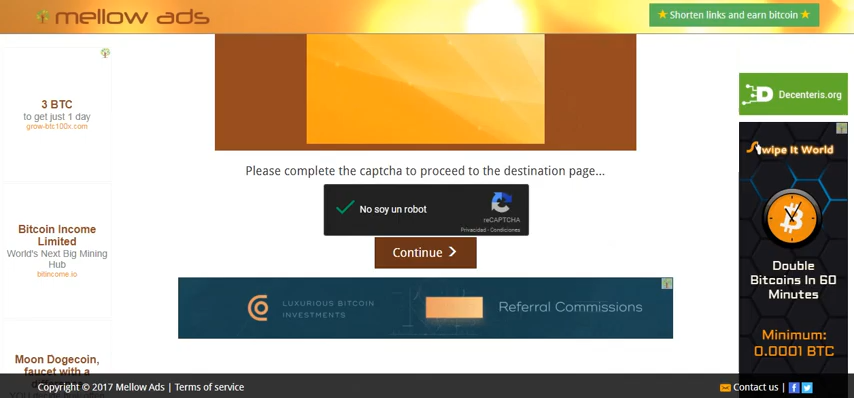 mellow ads
★ Shorten links and earn bitcoin ★
3 BTC
to get just 1 day
grow-btc100x.com
Bitcoin Income
Limited
World's Next Big Mining
Hub
bitincome.io
Moon Dogecoin,
faucet with a
Please complete the captcha to proceed to the destination page...
No soy un robot
reCAPTCHA
Privacidad - Condiciones
Continue >
LUXURIOUS BITCOIN
INVESTMENTS
Referral Commissions
Decenteris.org
Swipe It World
Double
Bitcoins In 60
Minutes
Minimum:
0.0001 BTC
Copyright © 2017 Mellow Ads | Terms of service
Contact us |